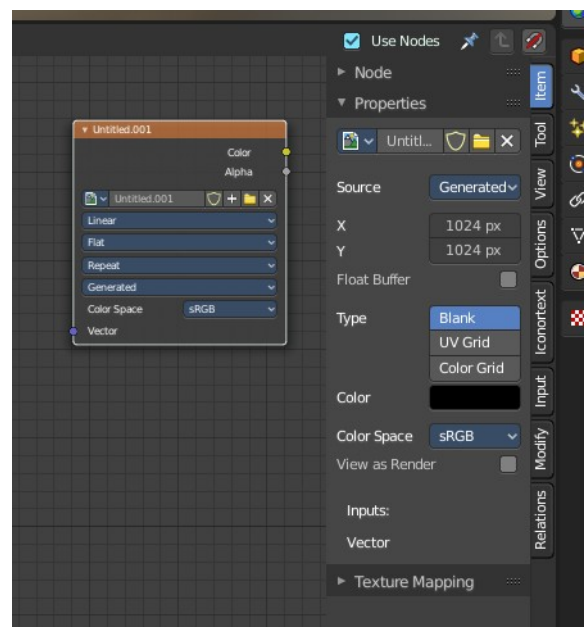 Untitled.001
Color
Alpha
Untitled.001
Linear
Flat
Repeat
Generated
Color Space sRGB
Vector
Use Nodes
Node
Properties
Untitl...
Source Generated
X 1024 px
Y 1024 px
Float Buffer
Type Blank
UV Grid
Color Grid
Color
Color Space sRGB
View as Render
Inputs:
Vector
Texture Mapping
Item
Tool
View
Options
Iconortext
Input
Modify
Relations